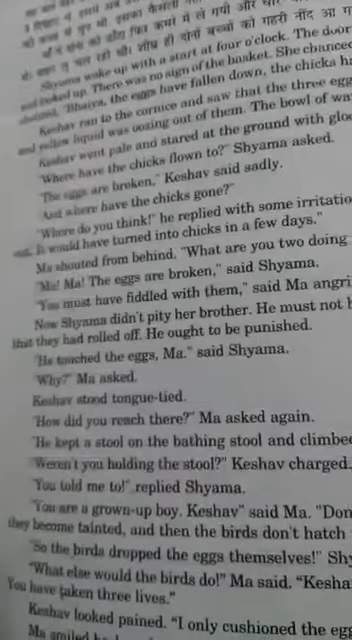 Shyama woke up with a start at four o'clock. The door
and looked up. There was no sign of the basket. She chanced
"Bhaiya, the eggs have fallen down, the chicks ha
Keshav ran to the cornice and saw that the three egg
and yellow liquid was oozing out of them. The bowl of wa
Keshav went pale and stared at the ground with gloo
"Where have the chicks flown to?" Shyama asked.
"The eggs are broken," Keshav said sadly.
"And where have the chicks gone?"
"Where do you think!" he replied with some irritatio
out. It would have turned into chicks in a few days."
Ma shouted from behind. "What are you two doing
"Ma! Ma! The eggs are broken," said Shyama.
"You must have fiddled with them," said Ma angri
Now Shyama didn't pity her brother. He must not h
that they had rolled off. He ought to be punished.
"He touched the eggs, Ma." said Shyama.
"Why?" Ma asked.
Keshav stood tongue-tied.
"How did you reach there?" Ma asked again.
"He kept a stool on the bathing stool and climbe
"Weren't you holding the stool?" Keshav charged.
"You told me to!" replied Shyama.
"You are a grown-up boy. Keshav" said Ma. "Don
they become tainted, and then the birds don't hatch
"So the birds dropped the eggs themselves!" Shy
"What else would the birds do!" Ma said. "Kesha
You have taken three lives."
Keshav looked pained. "I only cushioned the egg
Ma smiled